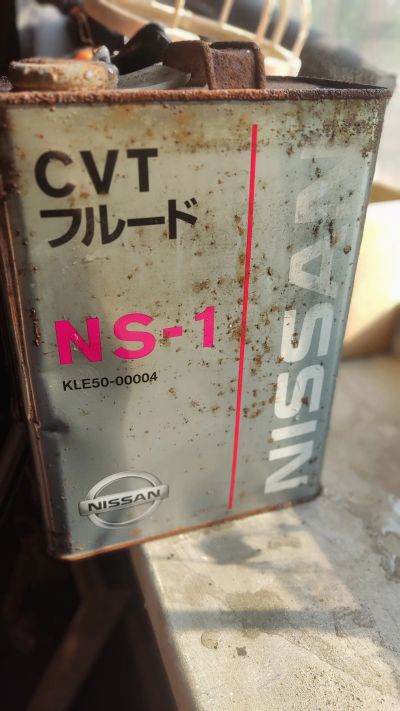 CVT
フルード
NS-1
KLE50-00004
NISSAN
NISSAN